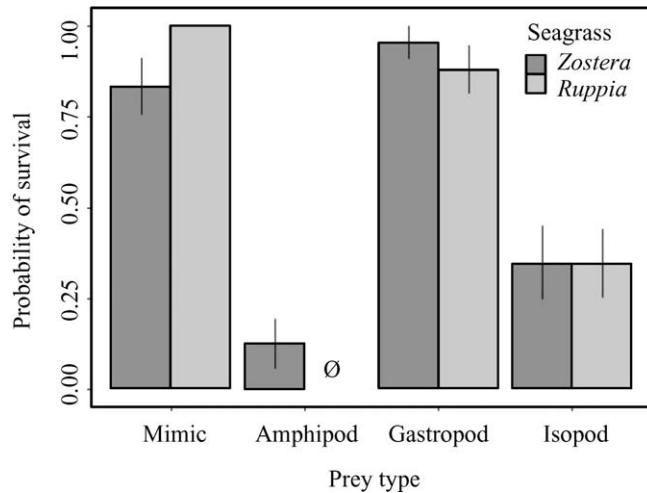 Seagrass
Zostera
Ruppia
Probability of survival
1.00
0.75
0.50
0.25
0.00
Ø
Mimic Amphipod Gastropod Isopod
Prey type